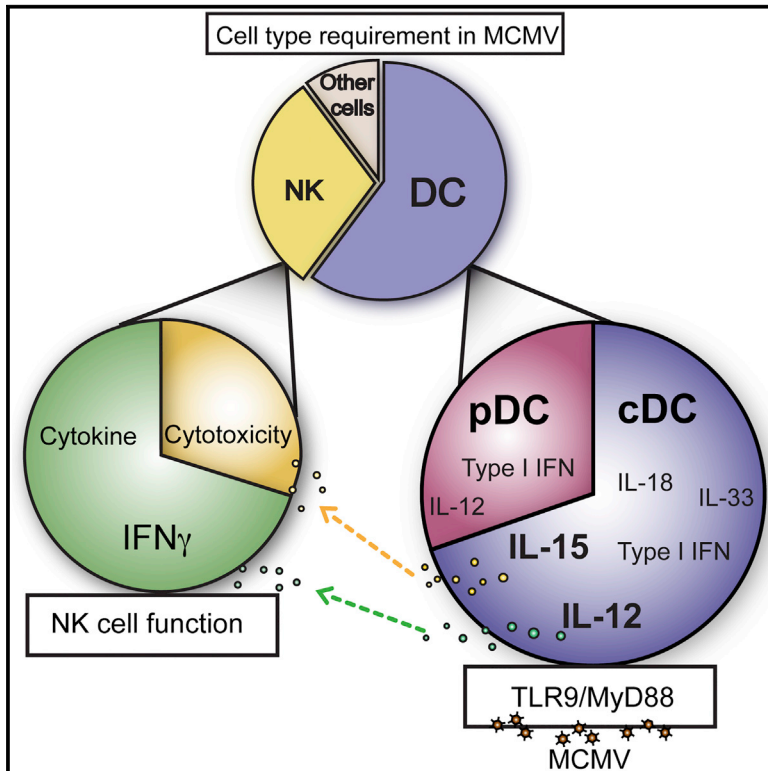 Cell type requirement in MCMV
Other
cells
NK
DC
Cytokine
Cytotoxicity
IFNγ
NK cell function
pDC
cDC
Type I IFN
IL-18
IL-12
IL-33
IL-15
Type I IFN
IL-12
TLR9/MyD88
MCMV